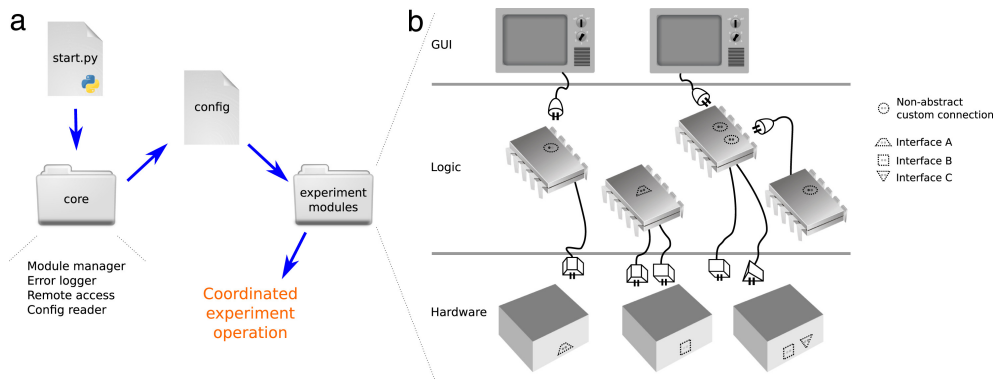 a
start.py
config
core
experiment
modules
Module manager
Error logger
Remote access
Config reader
Coordinated
experiment
operation
b
GUI
Logic
Hardware
Non-abstract
custom connection
Interface A
Interface B
Interface C